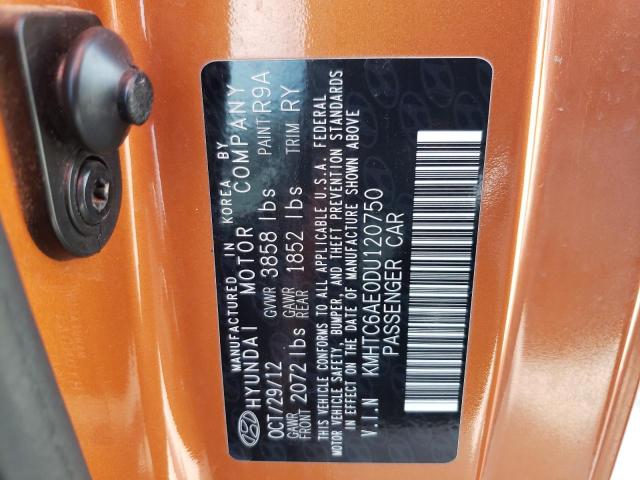 MANUFACTURED IN KOREA BY
HYUNDAI MOTOR COMPANY
OCT/29/12 GVWR 3858 lbs PAINT R9A
GAWR FRONT 2072 lbs GAWR REAR 1852 lbs TRIM RY
THIS VEHICLE CONFORMS TO ALL APPLICABLE U.S.A. FEDERAL
MOTOR VEHICLE SAFETY, BUMPER, AND THEFT PREVENTION STANDARDS
IN EFFECT ON THE DATE OF MANUFACTURE SHOWN ABOVE
V.I.N KMHTC6AE0DU120750
PASSENGER CAR